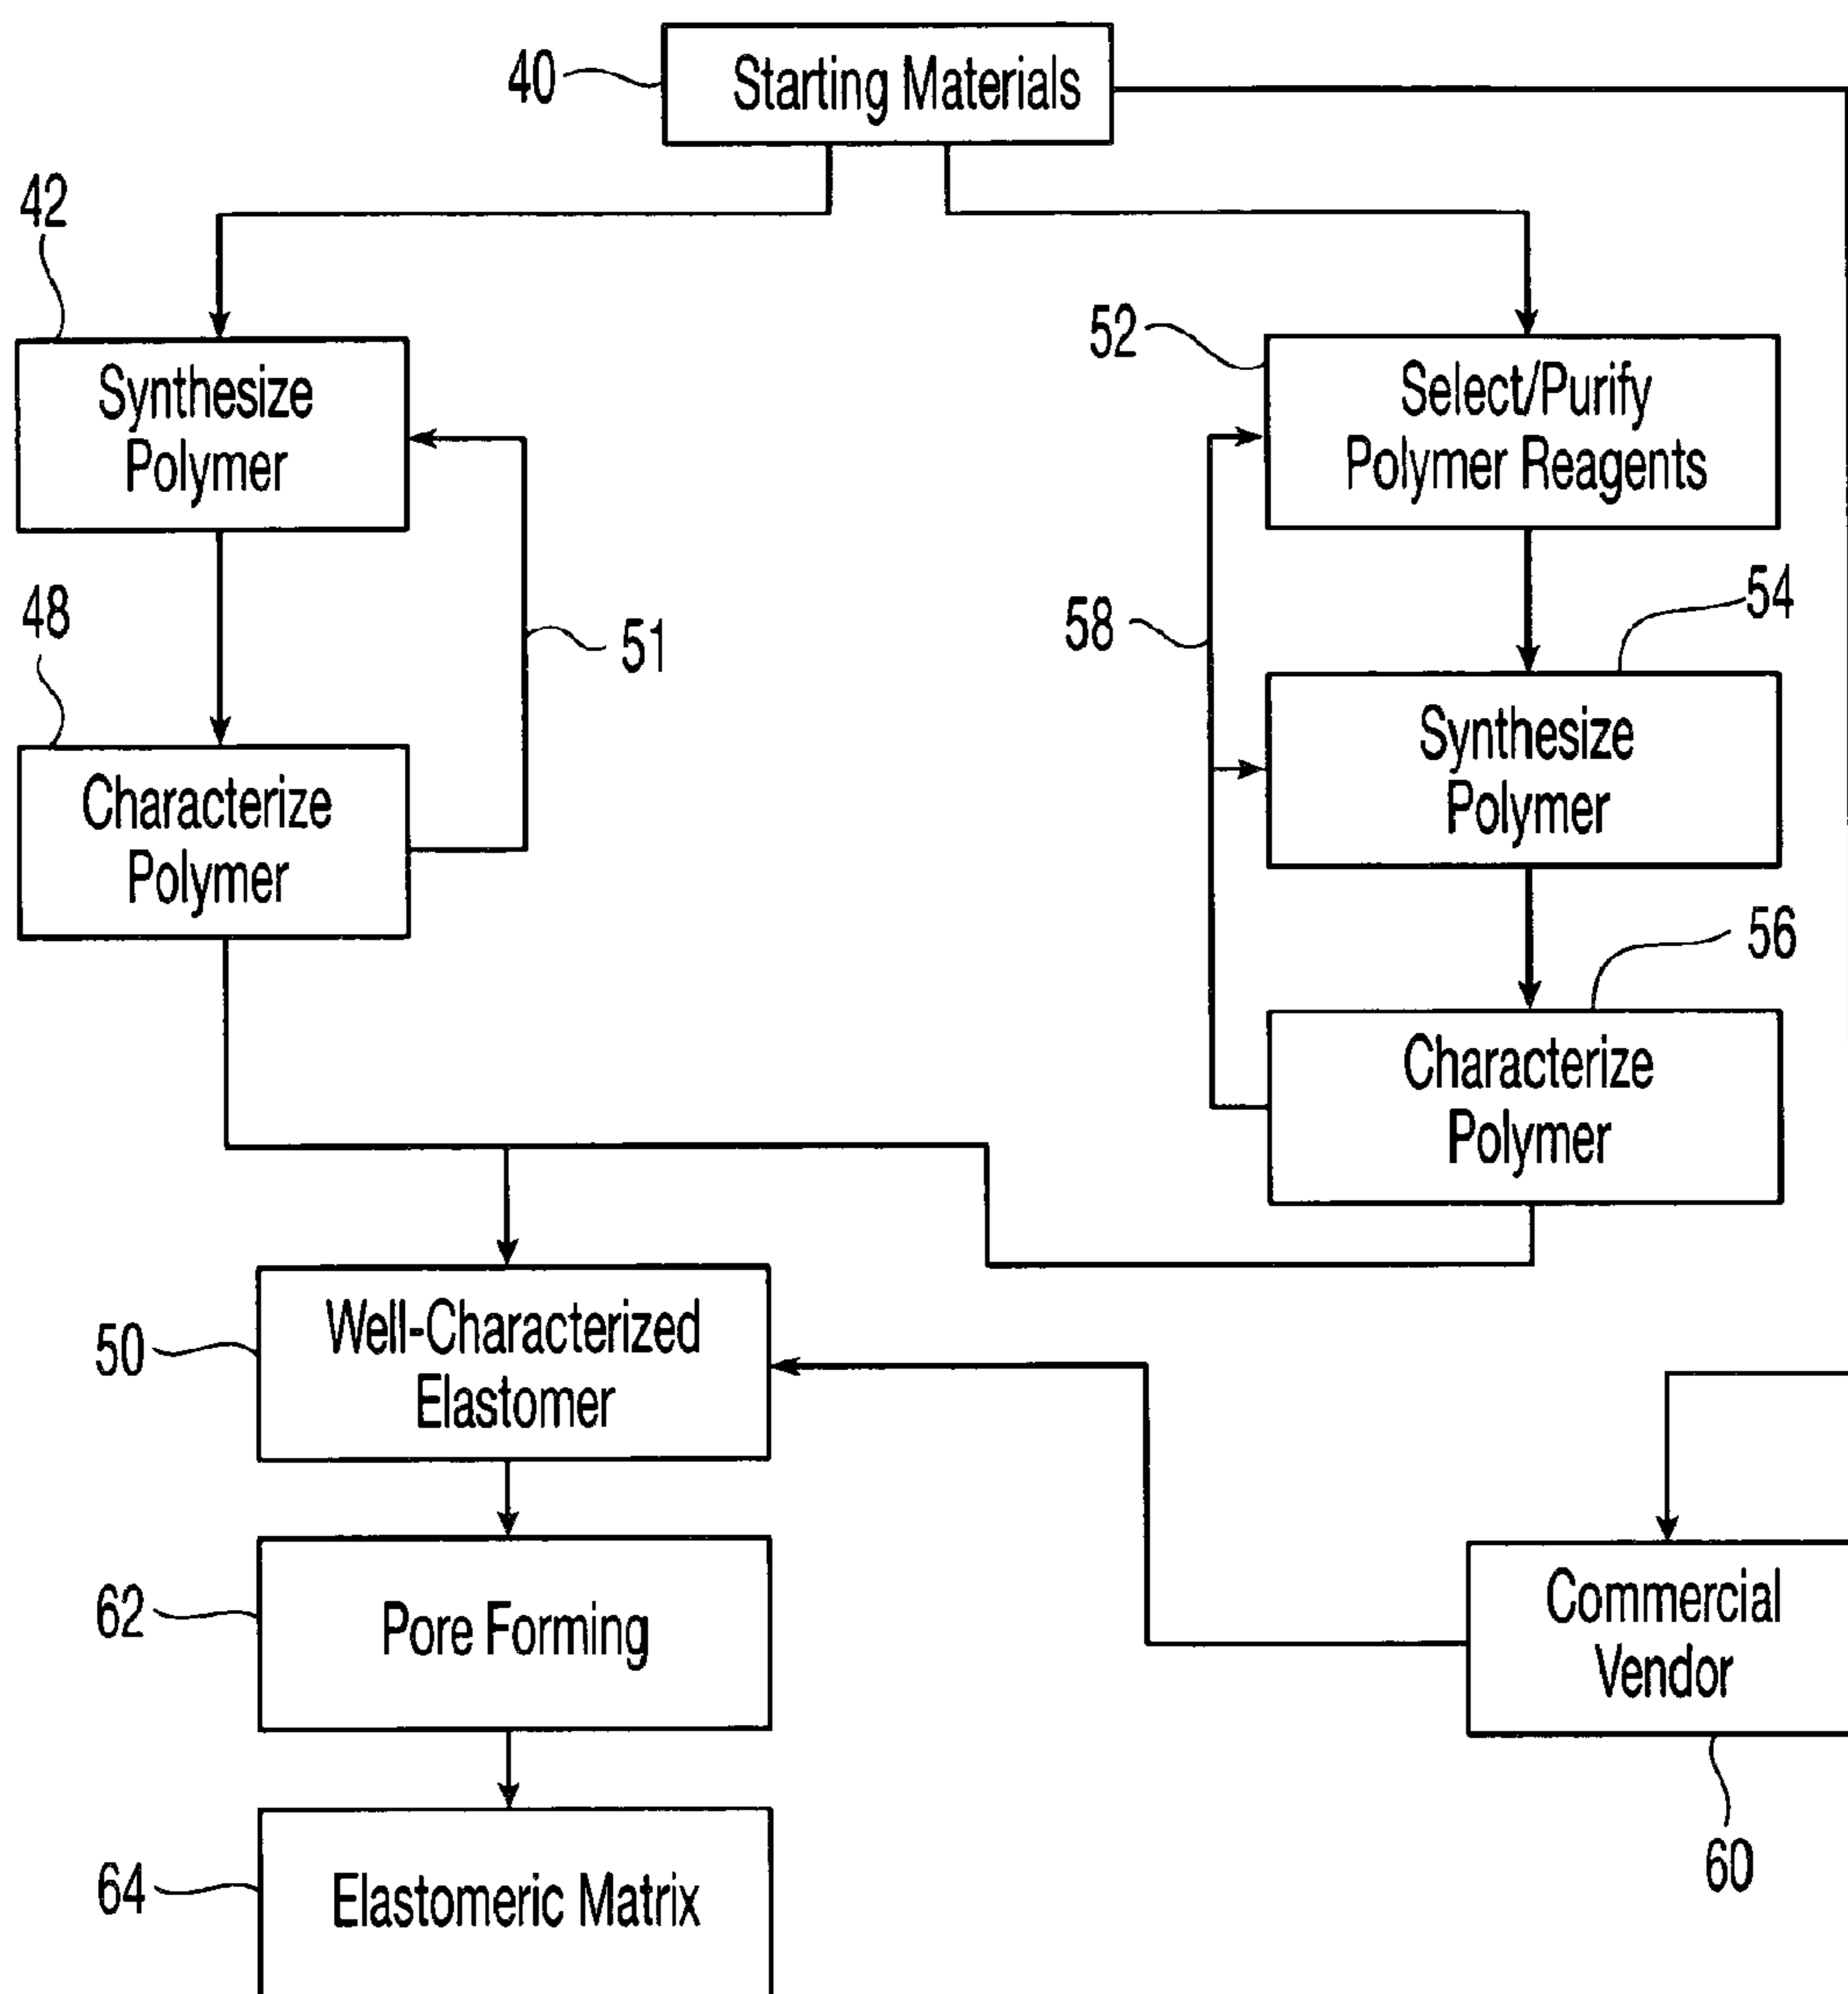 40
Starting Materials
42
Synthesize
Polymer
52
Select/Purify
Polymer Reagents
48
Characterize
Polymer
51
58
54
Synthesize
Polymer
56
Characterize
Polymer
50
Well-Characterized
Elastomer
62
Pore Forming
Commercial
Vendor
60
64
Elastomeric Matrix